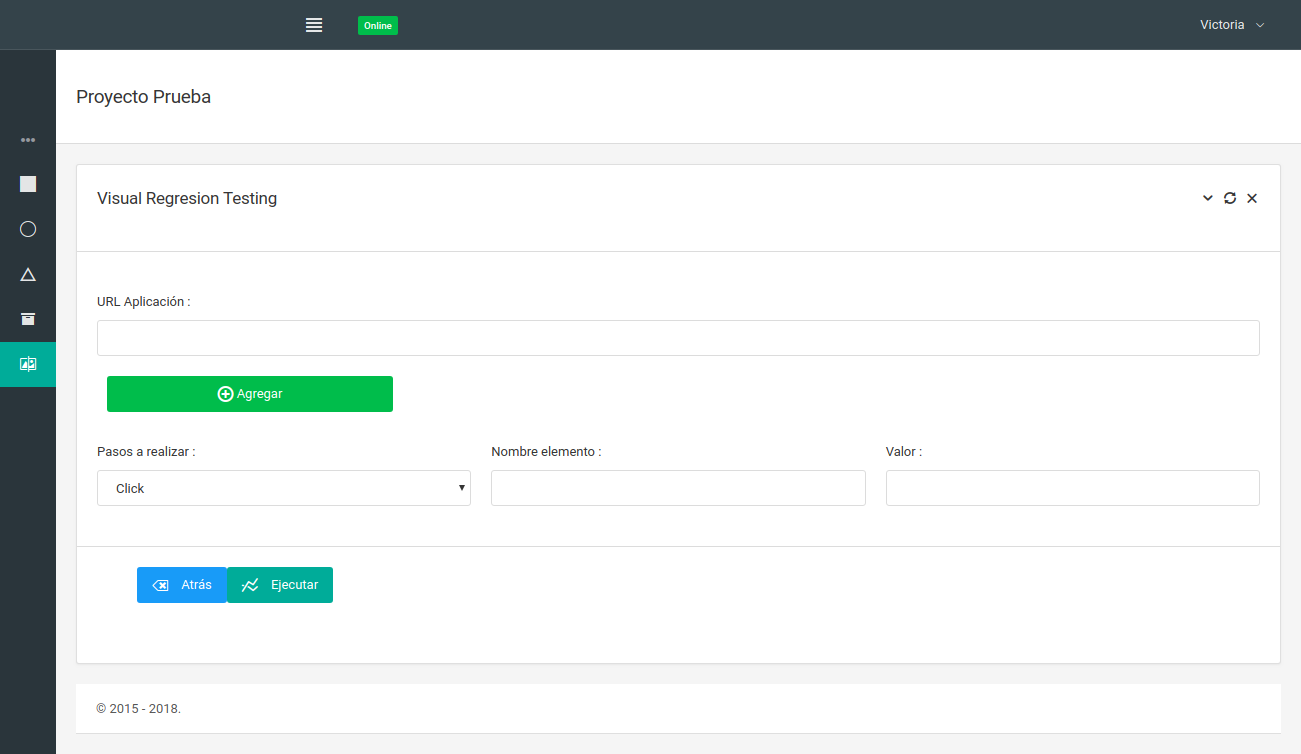 Online
Victoria
Proyecto Prueba
Visual Regresion Testing
URL Aplicación :
Agregar
Pasos a realizar :
Nombre elemento :
Valor :
Click
Atrás
Ejecutar
© 2015 - 2018.